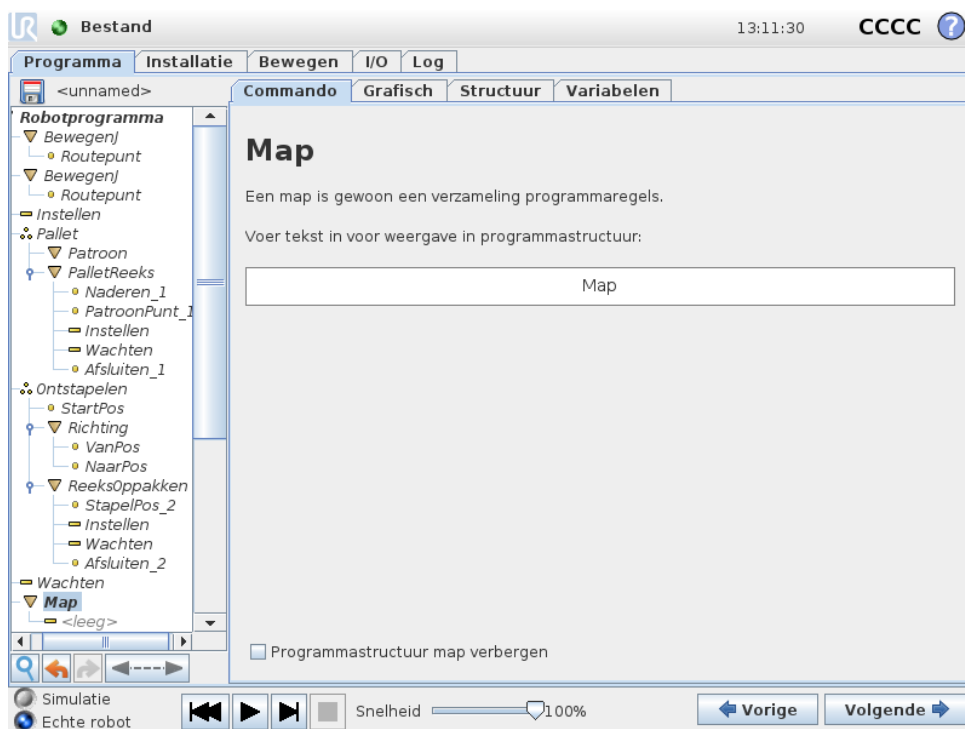 UR Bestand 13:11:30 CCCC ?
Programma Installatie Bewegen I/O Log
<unnamed>
Commando Grafisch Structuur Variabelen
Robotprogramma
BewegenJ
Routepunt
BewegenJ
Routepunt
Instellen
Pallet
Patroon
PalletReeks
Naderen_1
PatroonPunt_1
Instellen
Wachten
Afsluiten_1
Ontstapelen
StartPos
Richting
VanPos
NaarPos
ReeksOppakken
StapelPos_2
Instellen
Wachten
Afsluiten_2
Wachten
Map
<leeg>
Map
Een map is gewoon een verzameling programmaregels.
Voer tekst in voor weergave in programmastructuur:
Map
Programmastructuur map verbergen
Simulatie
Echte robot
Snelheid 100%
Vorige
Volgende